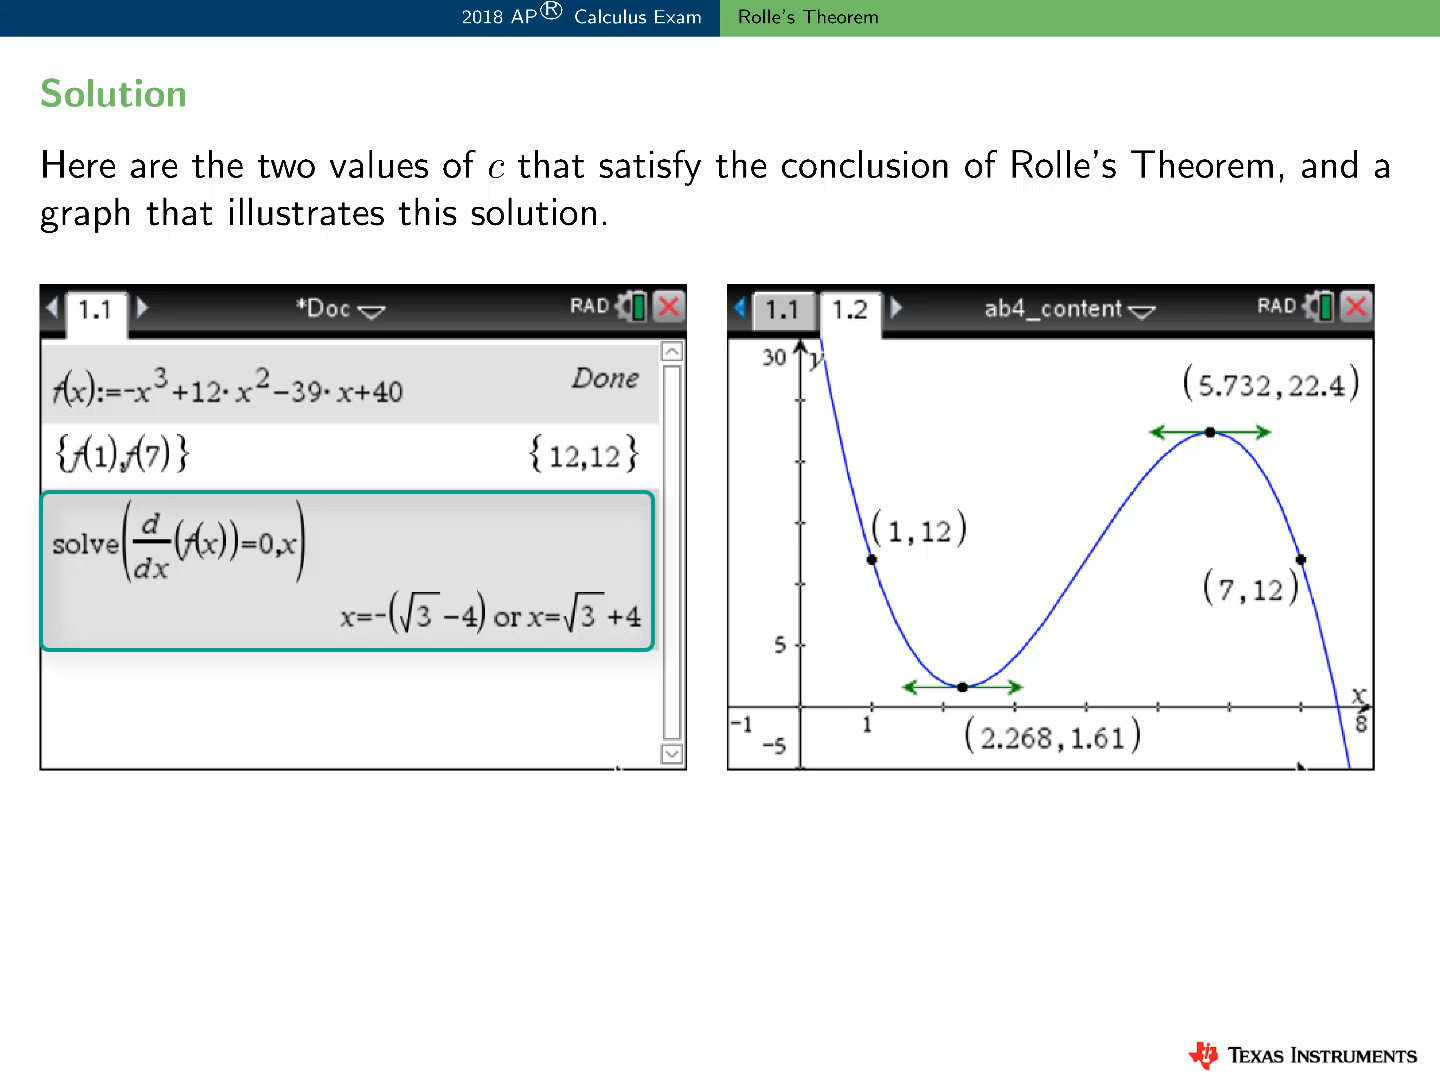 2018 AP® Calculus Exam Rolle's Theorem
Solution
Here are the two values of c that satisfy the conclusion of Rolle's Theorem, and a
graph that illustrates this solution.
1.1 *Doc RAD
f(x):=-x³+12·x²-39·x+40 Done
{f(1),f(7)} {12,12}
solve(d/dx(f(x))=0,x)
x=-(√3-4) or x=√3+4
1.1 1.2 ab4_content RAD
30 y
(5.732,22.4)
(1,12)
(7,12)
5
x
-1 1 8
-5 (2.268,1.61)
TEXAS INSTRUMENTS